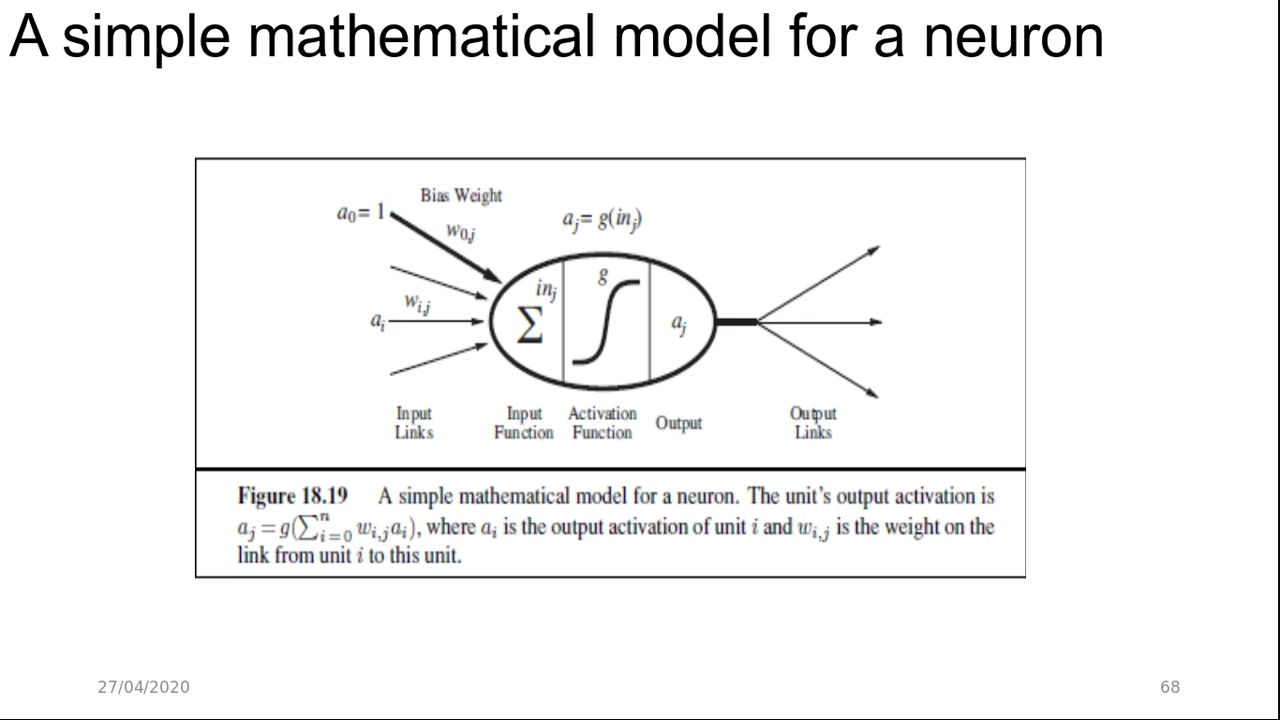 A simple mathematical model for a neuron
Bias Weight
a0 = 1
w0,j
aj = g(inj)
inj
g
wi,j
ai
Σ
aj
Input Links
Input Function
Activation Function
Output
Output Links
Figure 18.19 A simple mathematical model for a neuron. The unit's output activation is
aj = g(∑ni=0 wi,jai), where ai is the output activation of unit i and wi,j is the weight on the
link from unit i to this unit.
27/04/2020
68